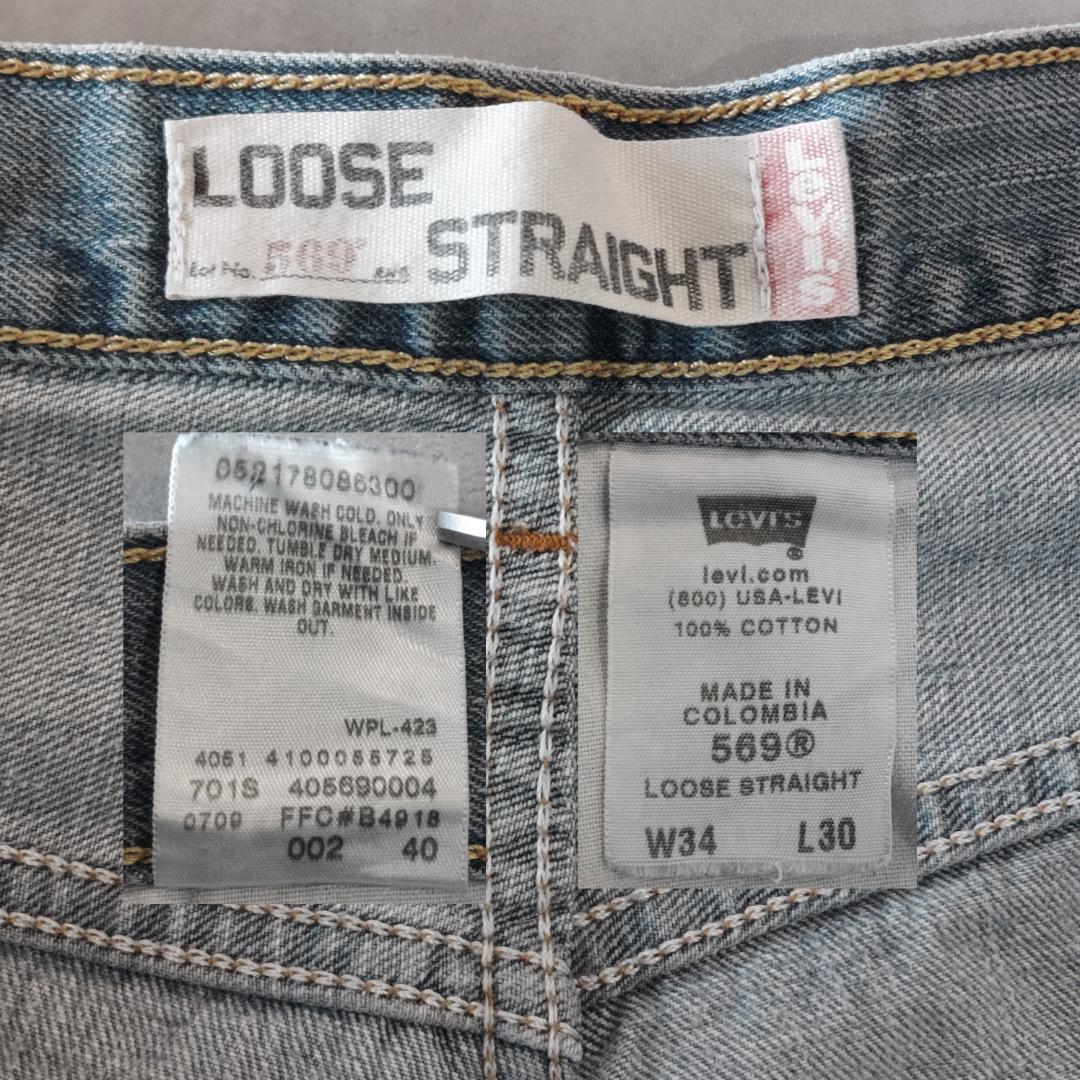 LOOSE
STRAIGHT
Lot No. 569
LEVI'S
052178086300
MACHINE WASH COLD. ONLY
NON-CHLORINE BLEACH IF
NEEDED. TUMBLE DRY MEDIUM.
WARM IRON IF NEEDED.
WASH AND DRY WITH LIKE
COLORS. WASH GARMENT INSIDE
OUT.
WPL-423
4051 4100055725
701S 405690004
0709 FFC#B4918
002 40
LEVI'S
®
levi.com
(800) USA-LEVI
100% COTTON
MADE IN
COLOMBIA
569®
LOOSE STRAIGHT
W34 L30